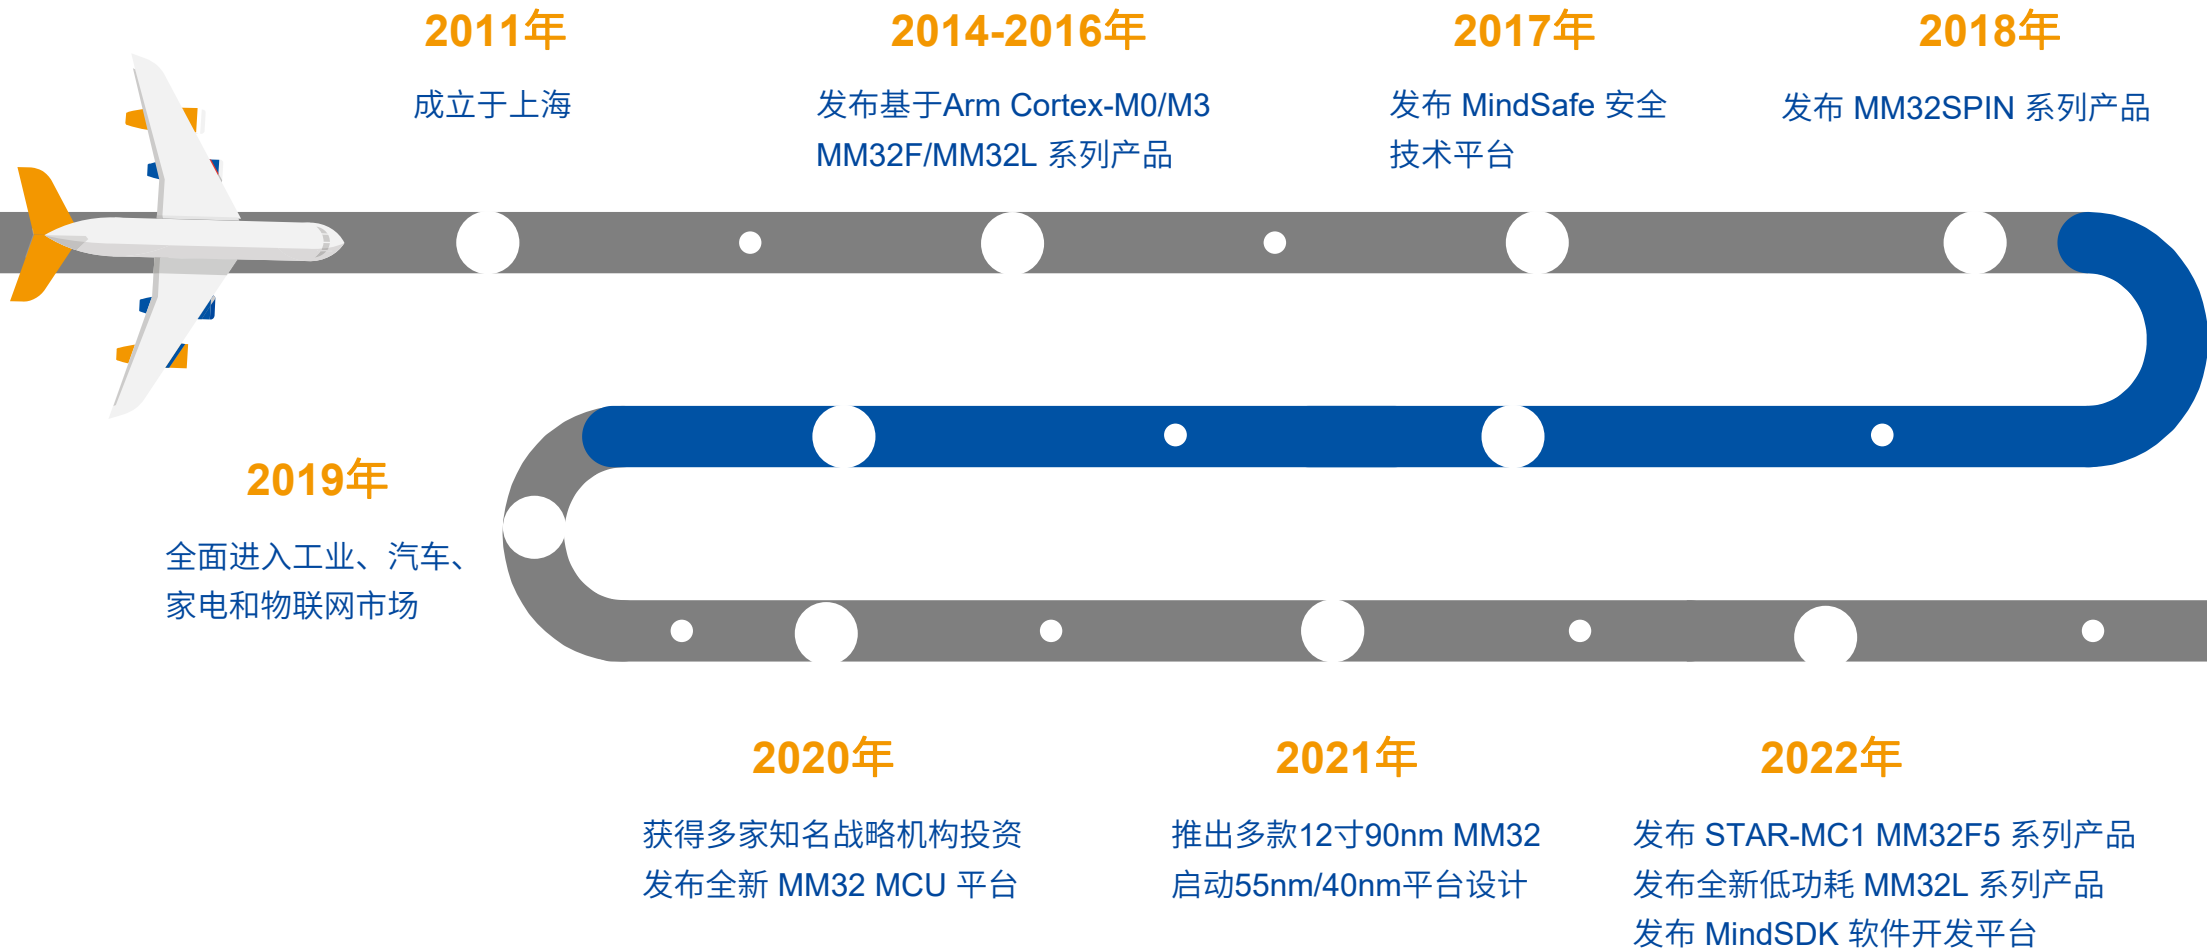 2011年
成立于上海
2014-2016年
发布基于Arm Cortex-M0/M3
MM32F/MM32L 系列产品
2017年
发布 MindSafe 安全
技术平台
2018年
发布 MM32SPIN 系列产品
2019年
全面进入工业、汽车、
家电和物联网市场
2020年
获得多家知名战略机构投资
发布全新 MM32 MCU 平台
2021年
推出多款12寸90nm MM32
启动55nm/40nm平台设计
2022年
发布 STAR-MC1 MM32F5 系列产品
发布全新低功耗 MM32L 系列产品
发布 MindSDK 软件开发平台